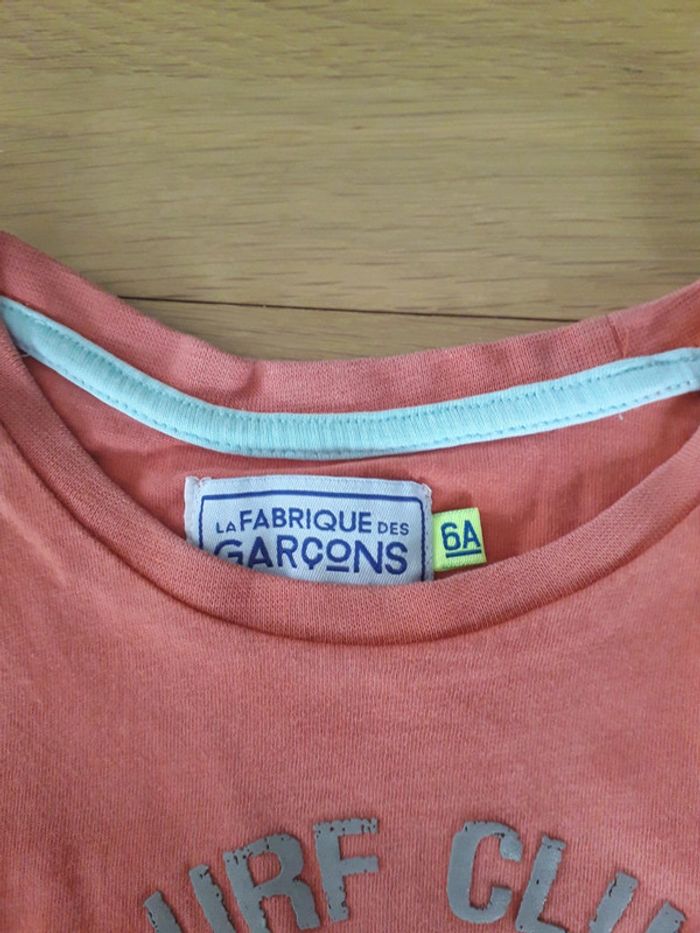 LA FABRIQUE DES
GARÇONS
6A
URF CLU